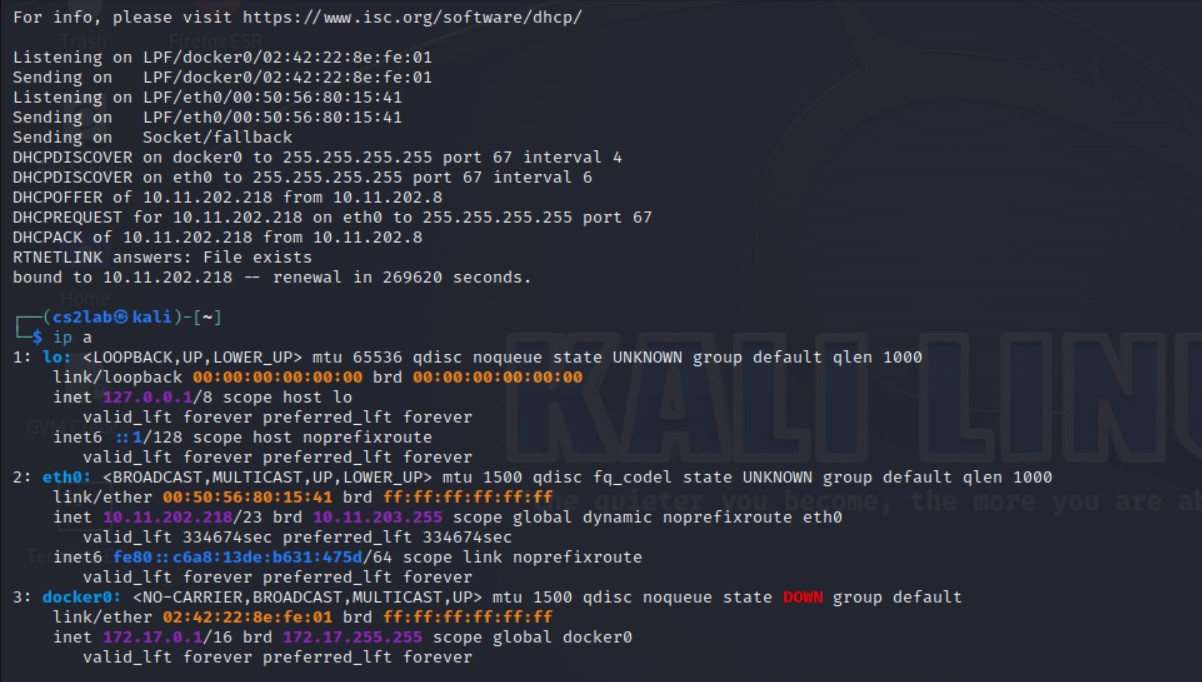 For info, please visit https://www.isc.org/software/dhcp/
Listening on LPF/docker0/02:42:22:8e:fe:01
Sending on   LPF/docker0/02:42:22:8e:fe:01
Listening on LPF/eth0/00:50:56:80:15:41
Sending on   LPF/eth0/00:50:56:80:15:41
Sending on   Socket/fallback
DHCPDISCOVER on docker0 to 255.255.255.255 port 67 interval 4
DHCPDISCOVER on eth0 to 255.255.255.255 port 67 interval 6
DHCPOFFER of 10.11.202.218 from 10.11.202.8
DHCPREQUEST for 10.11.202.218 on eth0 to 255.255.255.255 port 67
DHCPACK of 10.11.202.218 from 10.11.202.8
RTNETLINK answers: File exists
bound to 10.11.202.218 -- renewal in 269620 seconds.
┌──(cs2lab㉿kali)-[~]
└─$ ip a
1: lo: <LOOPBACK,UP,LOWER_UP> mtu 65536 qdisc noqueue state UNKNOWN group default qlen 1000
    link/loopback 00:00:00:00:00:00 brd 00:00:00:00:00:00
    inet 127.0.0.1/8 scope host lo
       valid_lft forever preferred_lft forever
    inet6 ::1/128 scope host noprefixroute
       valid_lft forever preferred_lft forever
2: eth0: <BROADCAST,MULTICAST,UP,LOWER_UP> mtu 1500 qdisc fq_codel state UNKNOWN group default qlen 1000
    link/ether 00:50:56:80:15:41 brd ff:ff:ff:ff:ff:ff
    inet 10.11.202.218/23 brd 10.11.203.255 scope global dynamic noprefixroute eth0
       valid_lft 334674sec preferred_lft 334674sec
    inet6 fe80::c6a8:13de:b631:475d/64 scope link noprefixroute
       valid_lft forever preferred_lft forever
3: docker0: <NO-CARRIER,BROADCAST,MULTICAST,UP> mtu 1500 qdisc noqueue state DOWN group default
    link/ether 02:42:22:8e:fe:01 brd ff:ff:ff:ff:ff:ff
    inet 172.17.0.1/16 brd 172.17.255.255 scope global docker0
       valid_lft forever preferred_lft forever
Trash
Firefox ESR
Home
KALI LINU
quieter you become, the more you are ab